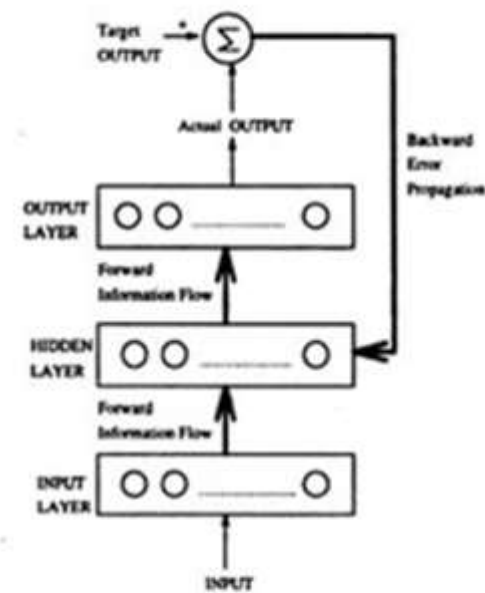 Target
OUTPUT
+
Σ
Actual OUTPUT
Backward
Error
Propagation
OUTPUT
LAYER
Forward
Information Flow
HIDDEN
LAYER
Forward
Information Flow
INPUT
LAYER
INPUT